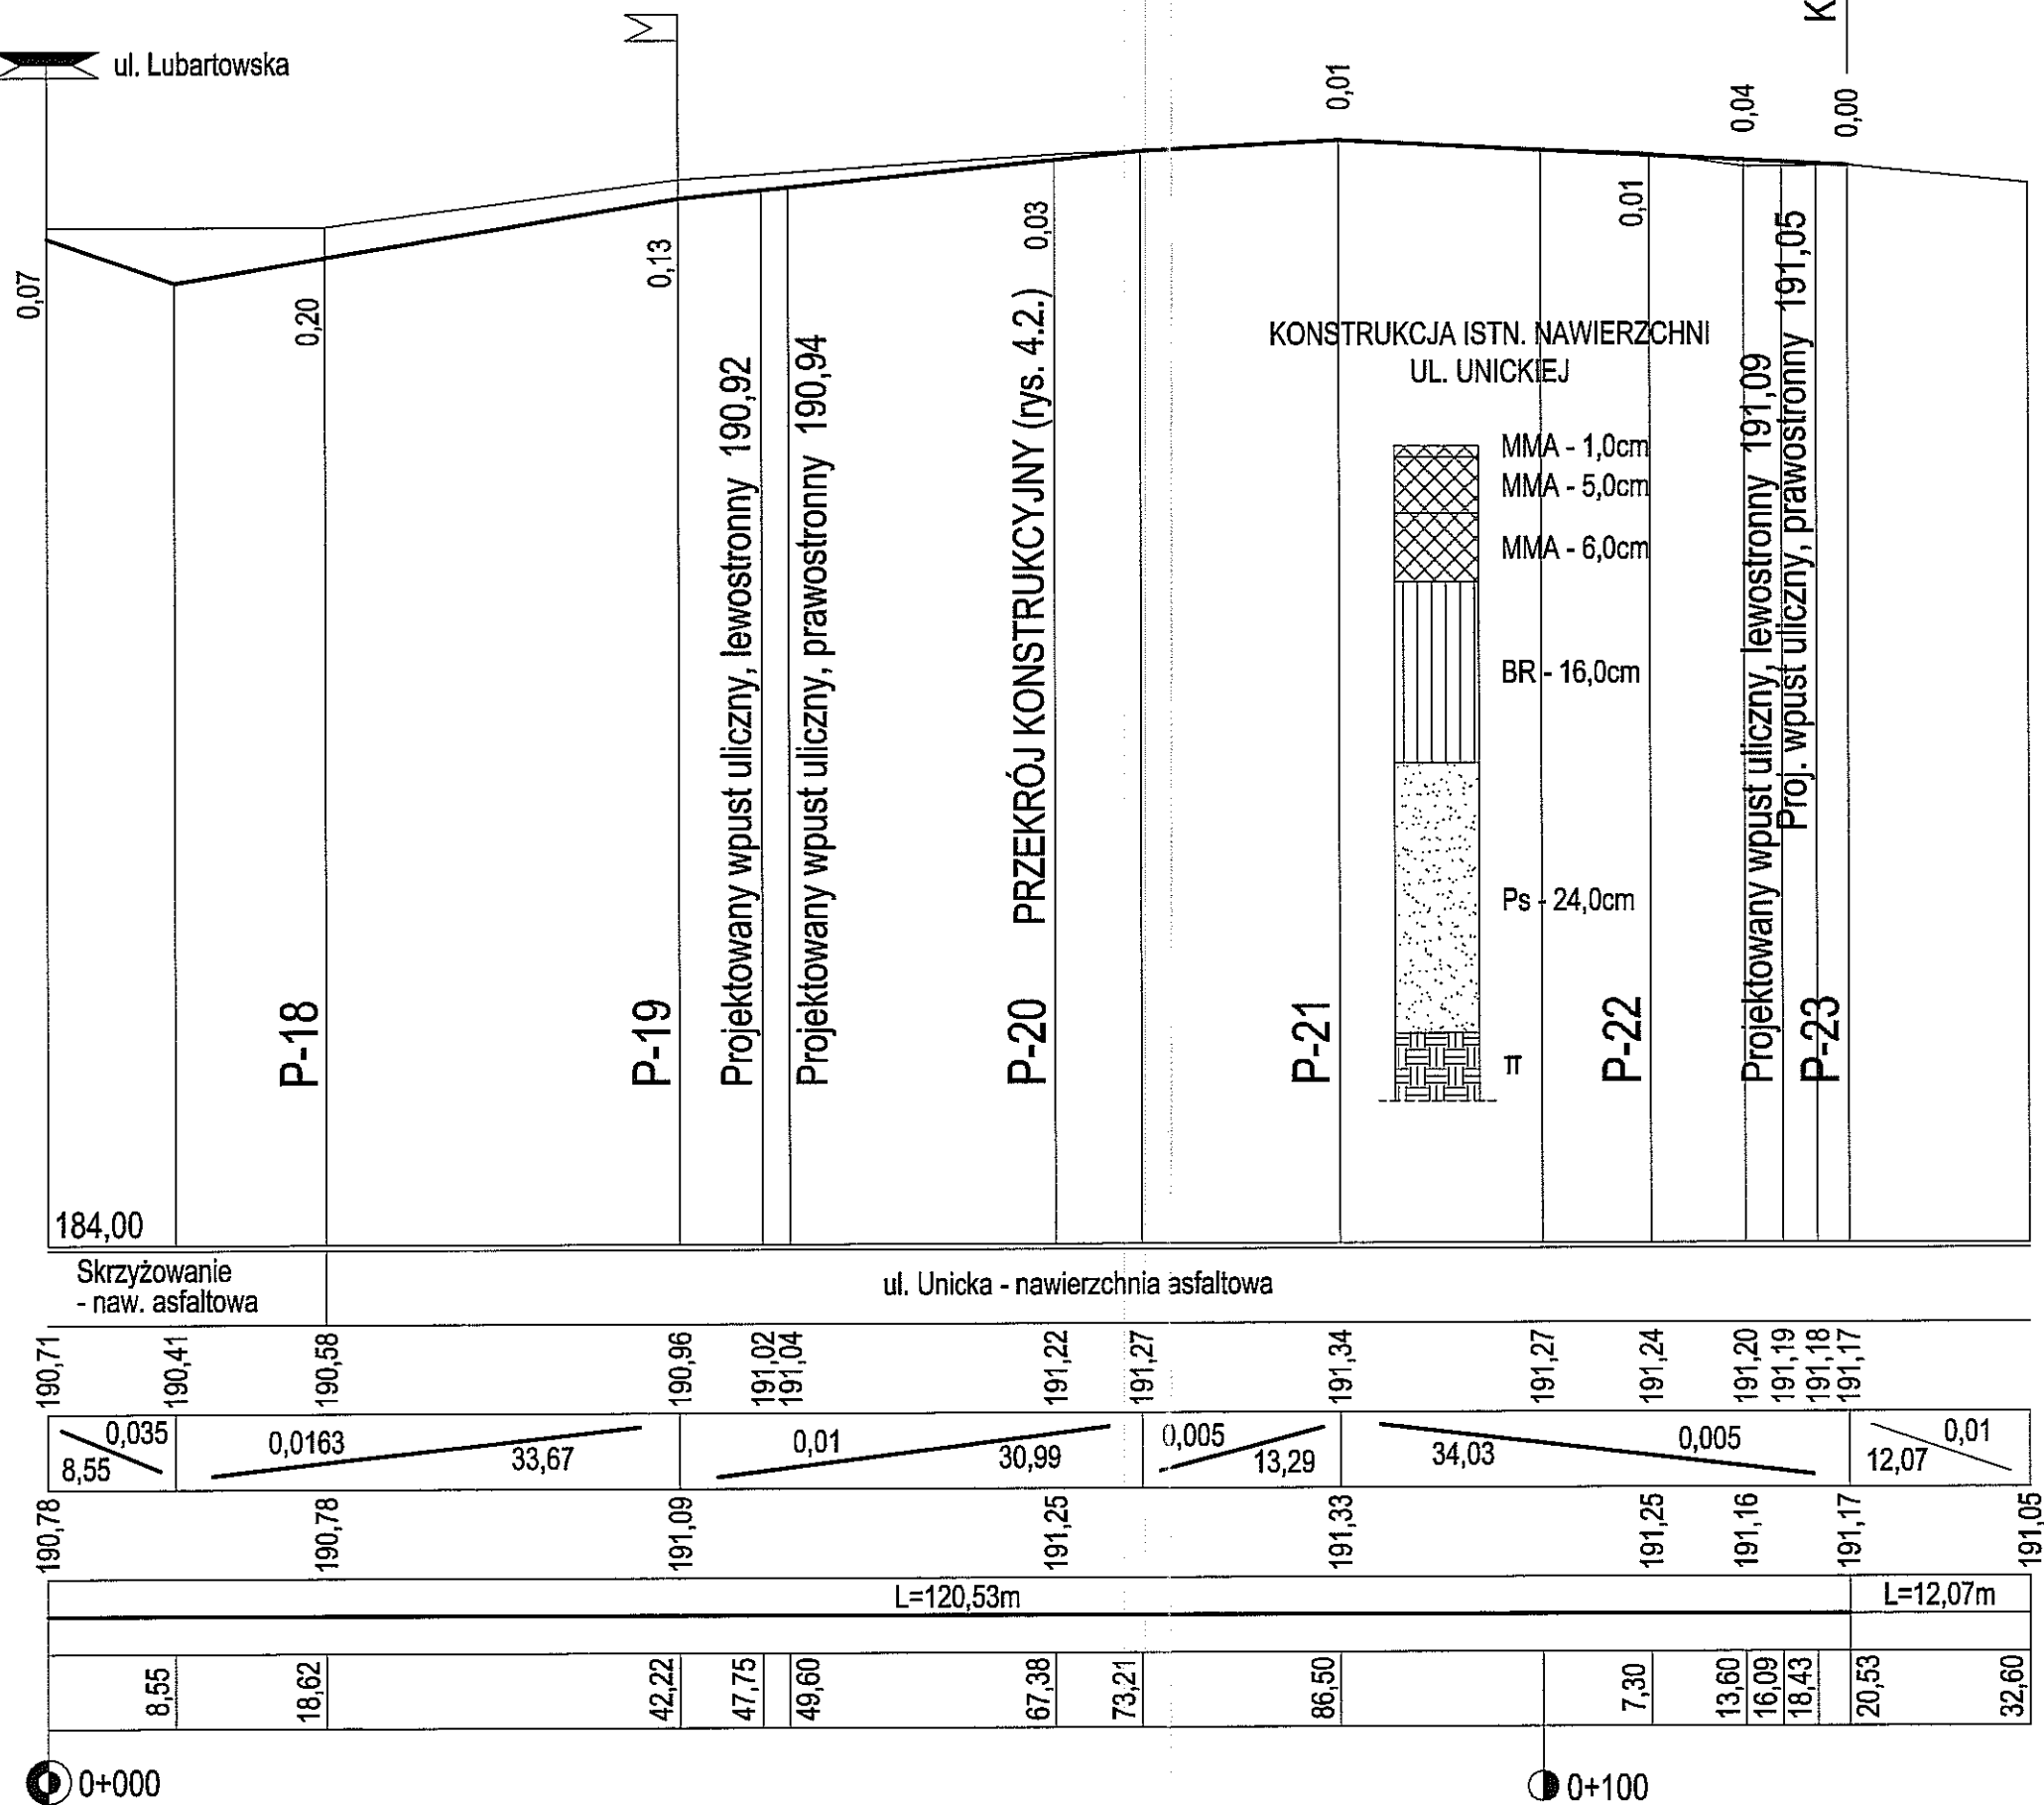 ul. Lubartowska
M
K
0,07
0,20
0,13
0,03
0,01
0,01
0,04
0,00
Projektowany wpust uliczny, lewostronny 190,92
Projektowany wpust uliczny, prawostronny 190,94
PRZEKRÓJ KONSTRUKCYJNY (rys. 4.2.)
KONSTRUKCJA ISTN. NAWIERZCHNI
UL. UNICKIEJ
MMA - 1,0cm
MMA - 5,0cm
MMA - 6,0cm
BR - 16,0cm
Ps - 24,0cm
π
Projektowany wpust uliczny, lewostronny 191,09
Proj. wpust uliczny, prawostronny 191,05
P-18
P-19
P-20
P-21
P-22
P-23
184,00
Skrzyżowanie
- naw. asfaltowa
ul. Unicka - nawierzchnia asfaltowa
190,71 190,41 190,58 190,96 191,02 191,04 191,22 191,27 191,34 191,27 191,24 191,20 191,19 191,18 191,17
0,035 0,0163 0,01 0,005 0,005 0,01
8,55 33,67 30,99 13,29 34,03 12,07
190,78 190,78 191,09 191,25 191,33 191,25 191,16 191,17 191,05
L=120,53m L=12,07m
8,55 18,62 42,22 47,75 49,60 67,38 73,21 86,50 7,30 13,60 16,09 18,43 20,53 32,60
0+000 0+100